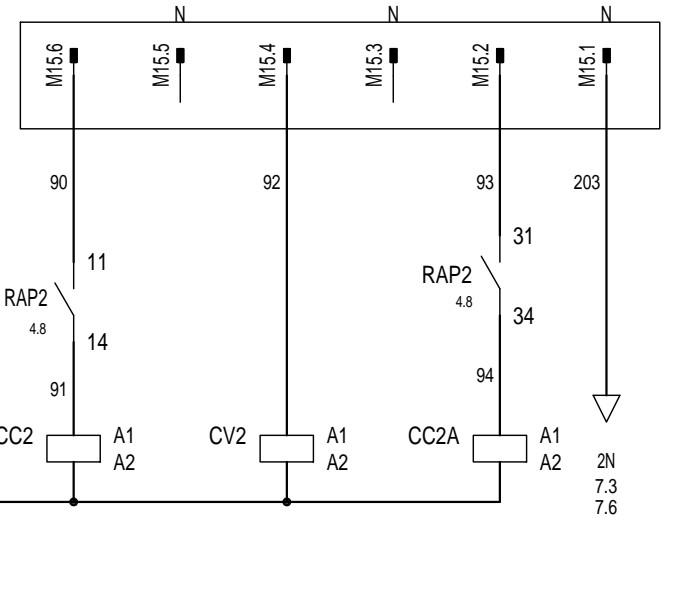 N N N
M15.6 M15.5 M15.4 M15.3 M15.2 M15.1
90 92 93 203
11 31
RAP2 RAP2
4.8 4.8
14 34
91 94
CC2 A1 CV2 A1 CC2A A1
A2 A2 A2
2N
7.3
7.6